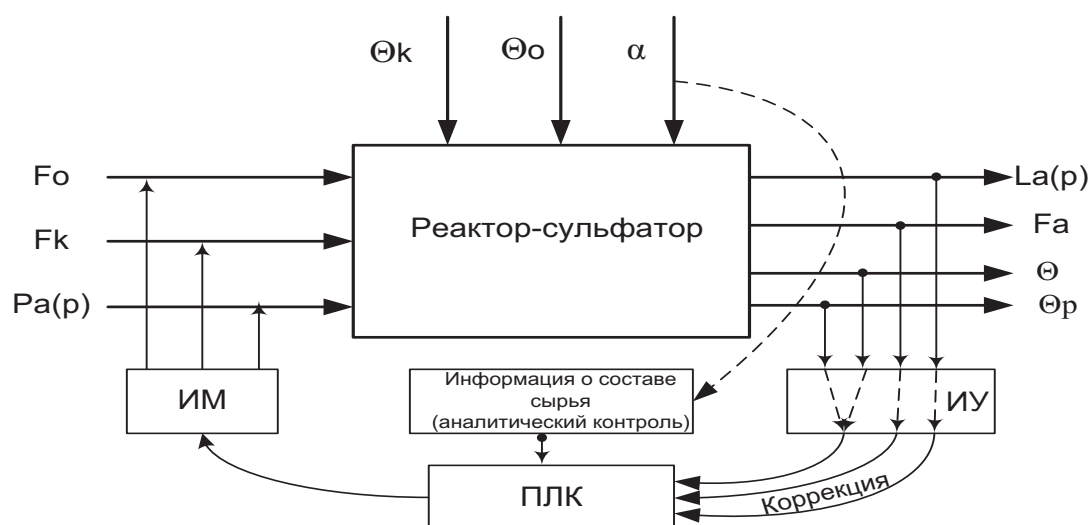 Θk
Θo
α
Fo
Fk
Pa(p)
Реактор-сульфатор
La(p)
Fa
Θ
Θp
ИМ
Информация о составе
сырья
(аналитический контроль)
ИУ
ПЛК
Коррекция